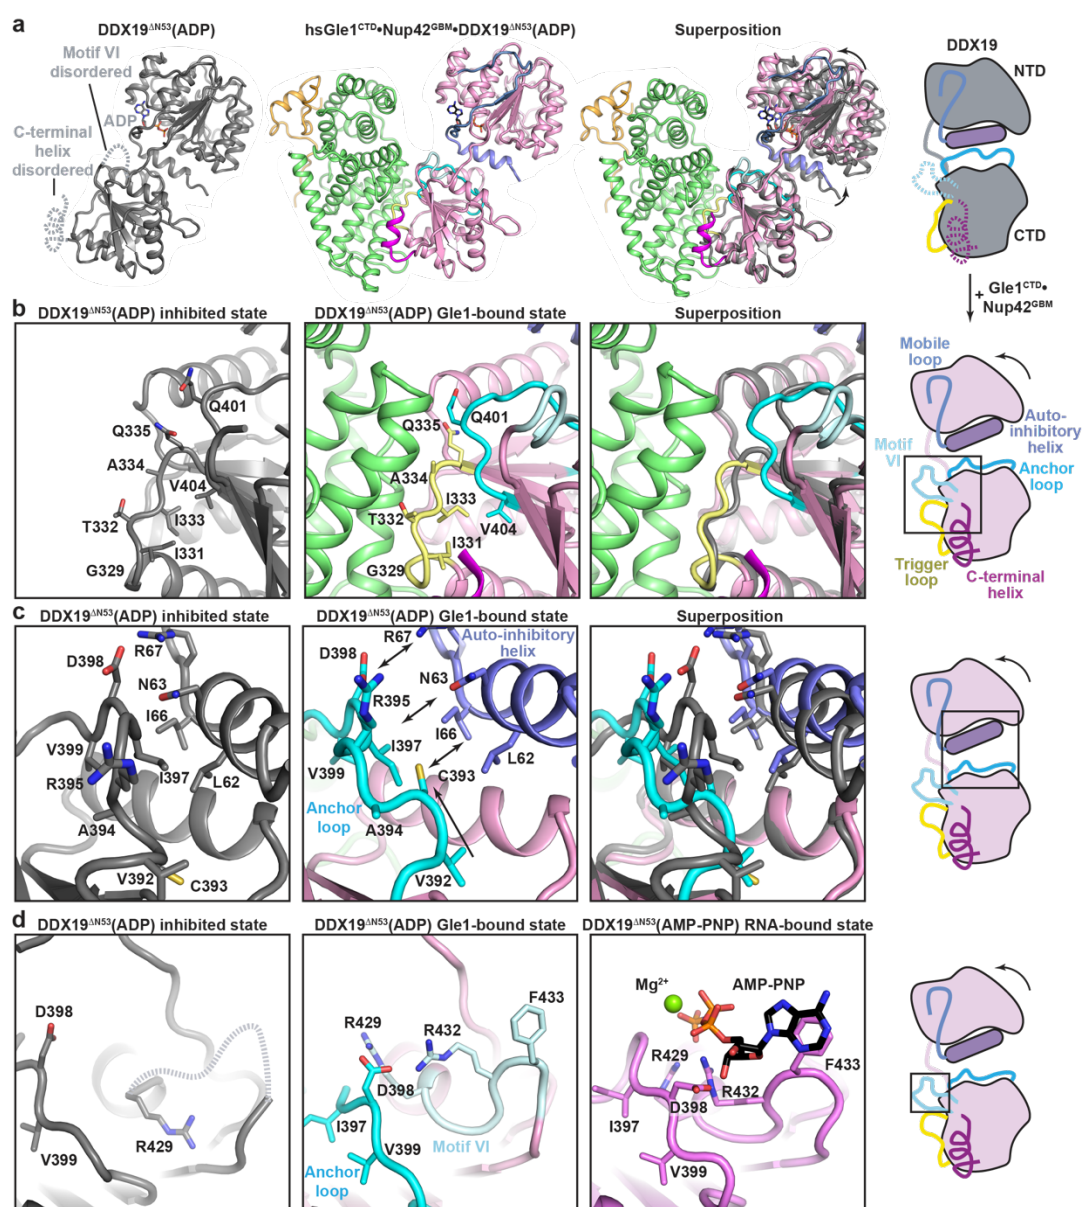 a
DDX19ΔN53(ADP)
hsGle1CTD•Nup42GBM•DDX19ΔN53(ADP)
Superposition
DDX19
Motif VI
disordered
ADP
C-terminal
helix
disordered
NTD
CTD
+ Gle1CTD•
Nup42GBM
b
DDX19ΔN53(ADP) inhibited state
DDX19ΔN53(ADP) Gle1-bound state
Superposition
Q401
Q335
A334
V404
T332
I333
I331
G329
Q401
Q335
A334
I333
T332
V404
I331
G329
Mobile
loop
Auto-
inhibitory
helix
Motif
VI
Anchor
loop
Trigger
loop
C-terminal
helix
c
DDX19ΔN53(ADP) inhibited state
DDX19ΔN53(ADP) Gle1-bound state
Superposition
R67
D398
N63
I66
V399
I397
R395
L62
A394
V392
C393
R67
Auto-inhibitory
helix
D398
N63
R395
I66
I397
V399
L62
C393
Anchor
loop
A394
V392
d
DDX19ΔN53(ADP) inhibited state
DDX19ΔN53(ADP) Gle1-bound state
DDX19ΔN53(AMP-PNP) RNA-bound state
D398
R429
V399
F433
R429
R432
D398
I397
V399
Motif VI
Anchor
loop
Mg2+
AMP-PNP
R429
F433
R432
D398
I397
V399